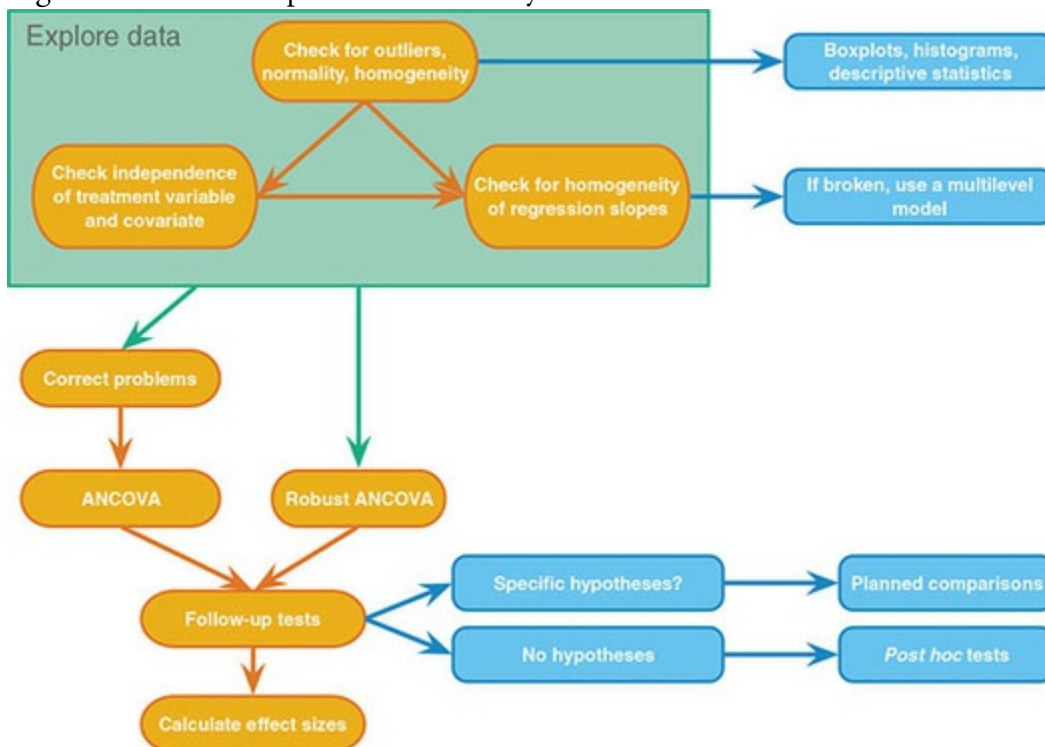 Explore data
Check for outliers,
normality, homogeneity
Boxplots, histograms,
descriptive statistics
Check independence
of treatment variable
and covariate
Check for homogeneity
of regression slopes
If broken, use a multilevel
model
Correct problems
ANCOVA
Robust ANCOVA
Follow-up tests
Specific hypotheses?
Planned comparisons
No hypotheses
Post hoc tests
Calculate effect sizes